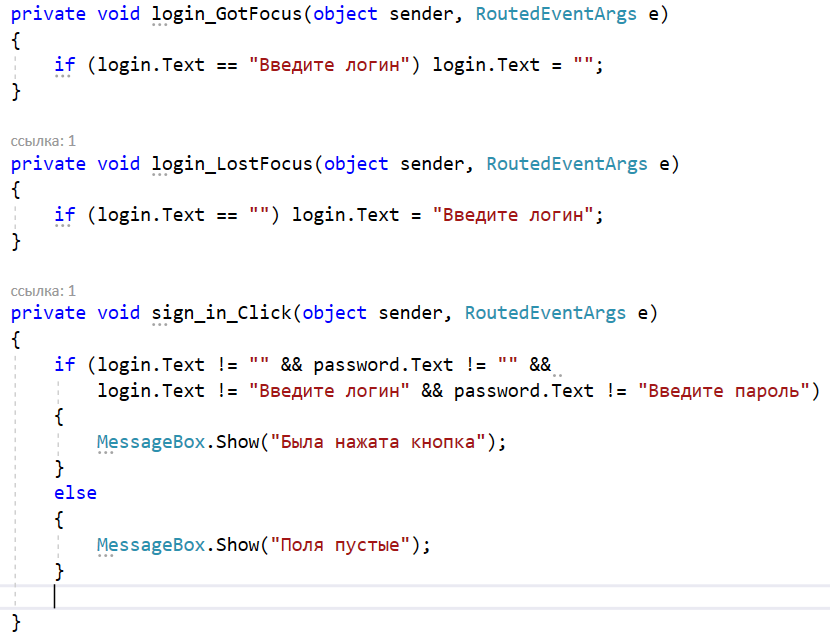 private void login_GotFocus(object sender, RoutedEventArgs e)
{
    if (login.Text == "Введите логин") login.Text = "";
}
ссылка: 1
private void login_LostFocus(object sender, RoutedEventArgs e)
{
    if (login.Text == "") login.Text = "Введите логин";
}
ссылка: 1
private void sign_in_Click(object sender, RoutedEventArgs e)
{
    if (login.Text != "" && password.Text != "" &&
        login.Text != "Введите логин" && password.Text != "Введите пароль")
    {
        MessageBox.Show("Была нажата кнопка");
    }
    else
    {
        MessageBox.Show("Поля пустые");
    }
}